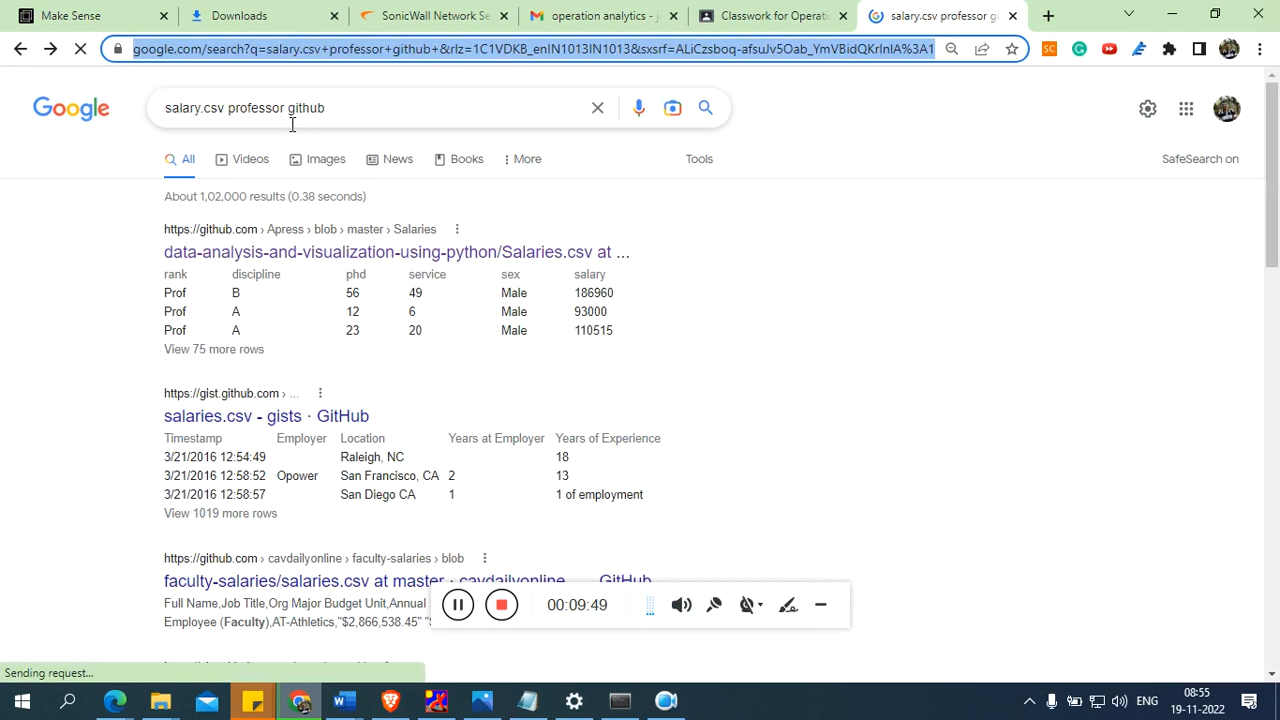 Make Sense
Downloads
SonicWall Network Se
operation analytics - j
Classwork for Operati
salary.csv professor gi
google.com/search?q=salary.csv+professor+github+&rlz=1C1VDKB_enIN1013IN1013&sxsrf=ALiCzsboq-afsuJv5Oab_YmVBidQKrlnlA%3A1
SC
Google
salary.csv professor github
All
Videos
Images
News
Books
More
Tools
SafeSearch on
About 1,02,000 results (0.38 seconds)
https://github.com › Apress › blob › master › Salaries
data-analysis-and-visualization-using-python/Salaries.csv at ...
rank discipline phd service sex salary
Prof B 56 49 Male 186960
Prof A 12 6 Male 93000
Prof A 23 20 Male 110515
View 75 more rows
https://gist.github.com › ...
salaries.csv - gists · GitHub
Timestamp Employer Location Years at Employer Years of Experience
3/21/2016 12:54:49 Raleigh, NC 18
3/21/2016 12:58:52 Opower San Francisco, CA 2 13
3/21/2016 12:58:57 San Diego CA 1 1 of employment
View 1019 more rows
https://github.com › cavdailyonline › faculty-salaries › blob
faculty-salaries/salaries.csv at master · cavdailyonline ... GitHub
Full Name,Job Title,Org Major Budget Unit,Annual
Employee (Faculty),AT-Athletics,"$2,866,538.45" "
00:09:49
Sending request...
ENG
08:55
19-11-2022